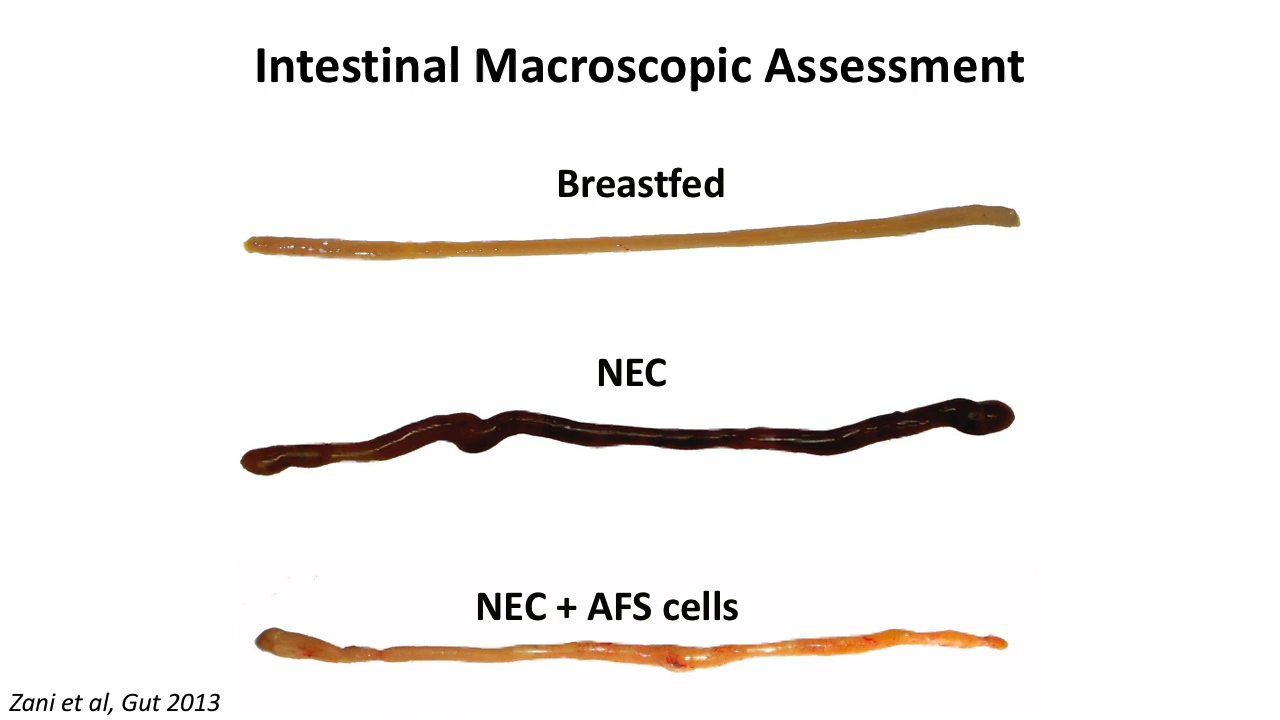 Intestinal Macroscopic Assessment
Breastfed
NEC
NEC + AFS cells
Zani et al, Gut 2013